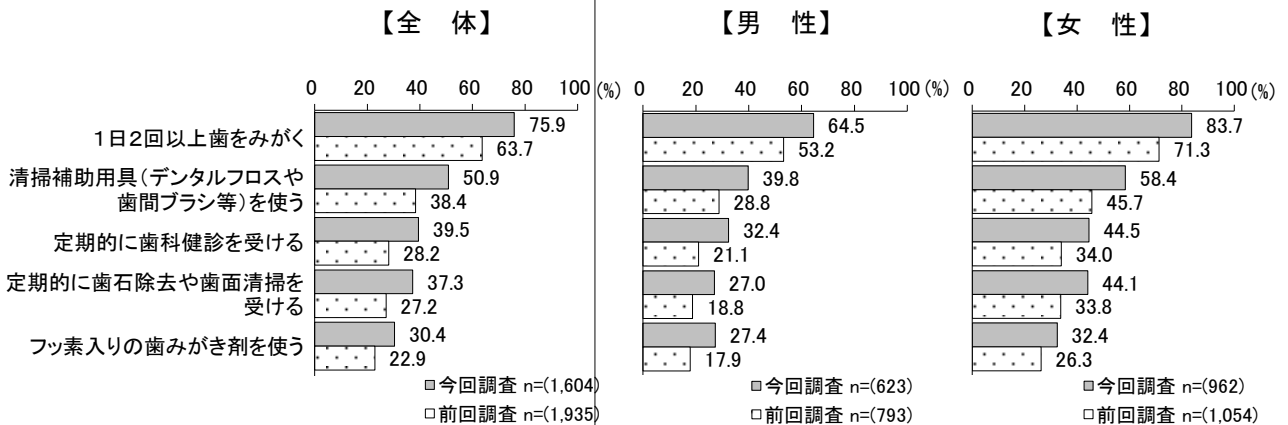 【全　体】
【男　性】
【女　性】
0 20 40 60 80 100 (%)
0 20 40 60 80 100 (%)
0 20 40 60 80 100 (%)
1日2回以上歯をみがく
75.9
63.7
64.5
53.2
83.7
71.3
清掃補助用具(デンタルフロスや
歯間ブラシ等)を使う
50.9
38.4
39.8
28.8
58.4
45.7
定期的に歯科健診を受ける
39.5
28.2
32.4
21.1
44.5
34.0
定期的に歯石除去や歯面清掃を
受ける
37.3
27.2
27.0
18.8
44.1
33.8
フッ素入りの歯みがき剤を使う
30.4
22.9
27.4
17.9
32.4
26.3
今回調査 n=(1,604)
前回調査 n=(1,935)
今回調査 n=(623)
前回調査 n=(793)
今回調査 n=(962)
前回調査 n=(1,054)